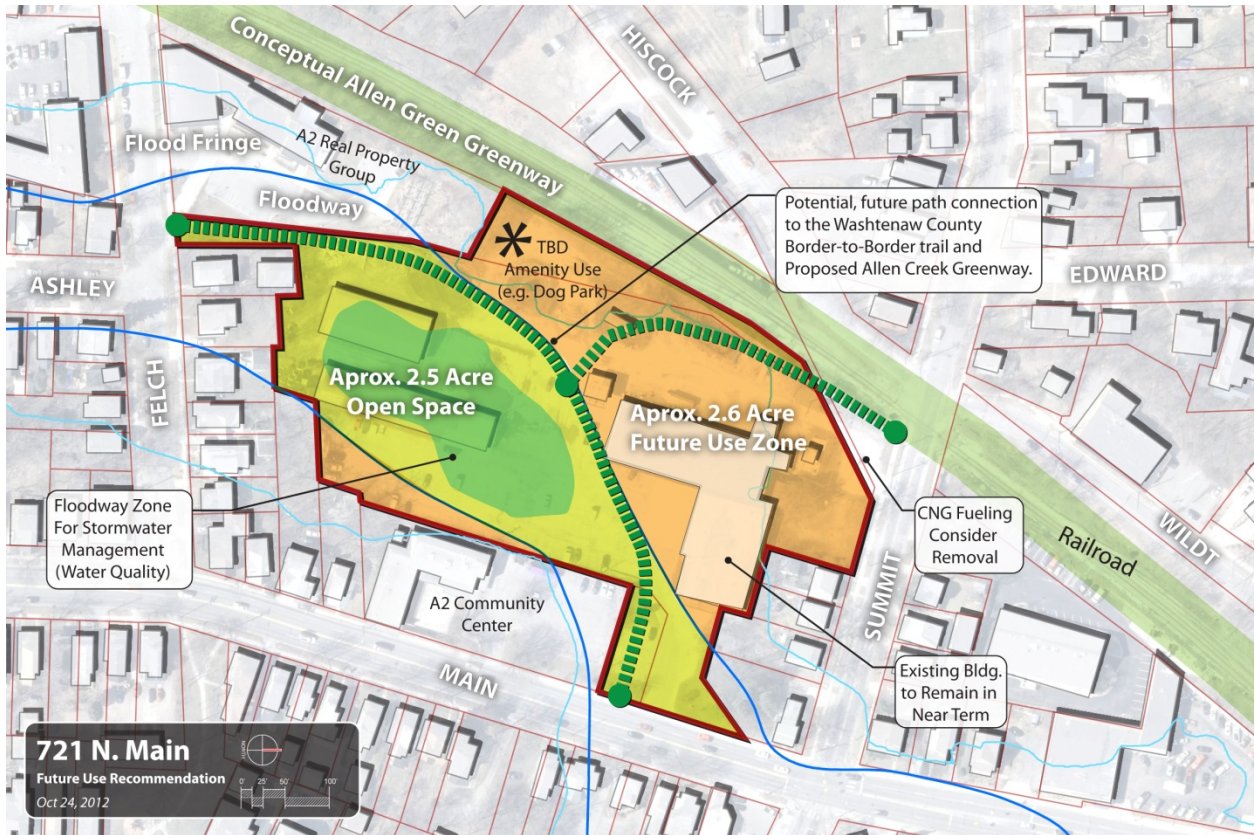 Conceptual Allen Green Greenway
HISCOCK
Flood Fringe
A2 Real Property
Group
Floodway
Potential, future path connection
to the Washtenaw County
Border-to-Border trail and
Proposed Allen Creek Greenway.
TBD
Amenity Use
(e.g. Dog Park)
EDWARD
ASHLEY
FELCH
Aprox. 2.5 Acre
Open Space
Aprox. 2.6 Acre
Future Use Zone
Floodway Zone
For Stormwater
Management
(Water Quality)
CNG Fueling
Consider
Removal
WILDT
Railroad
SUMMIT
A2 Community
Center
MAIN
Existing Bldg.
to Remain in
Near Term
721 N. Main
Future Use Recommendation
Oct 24, 2012
NORTH
0' 25' 50' 100'